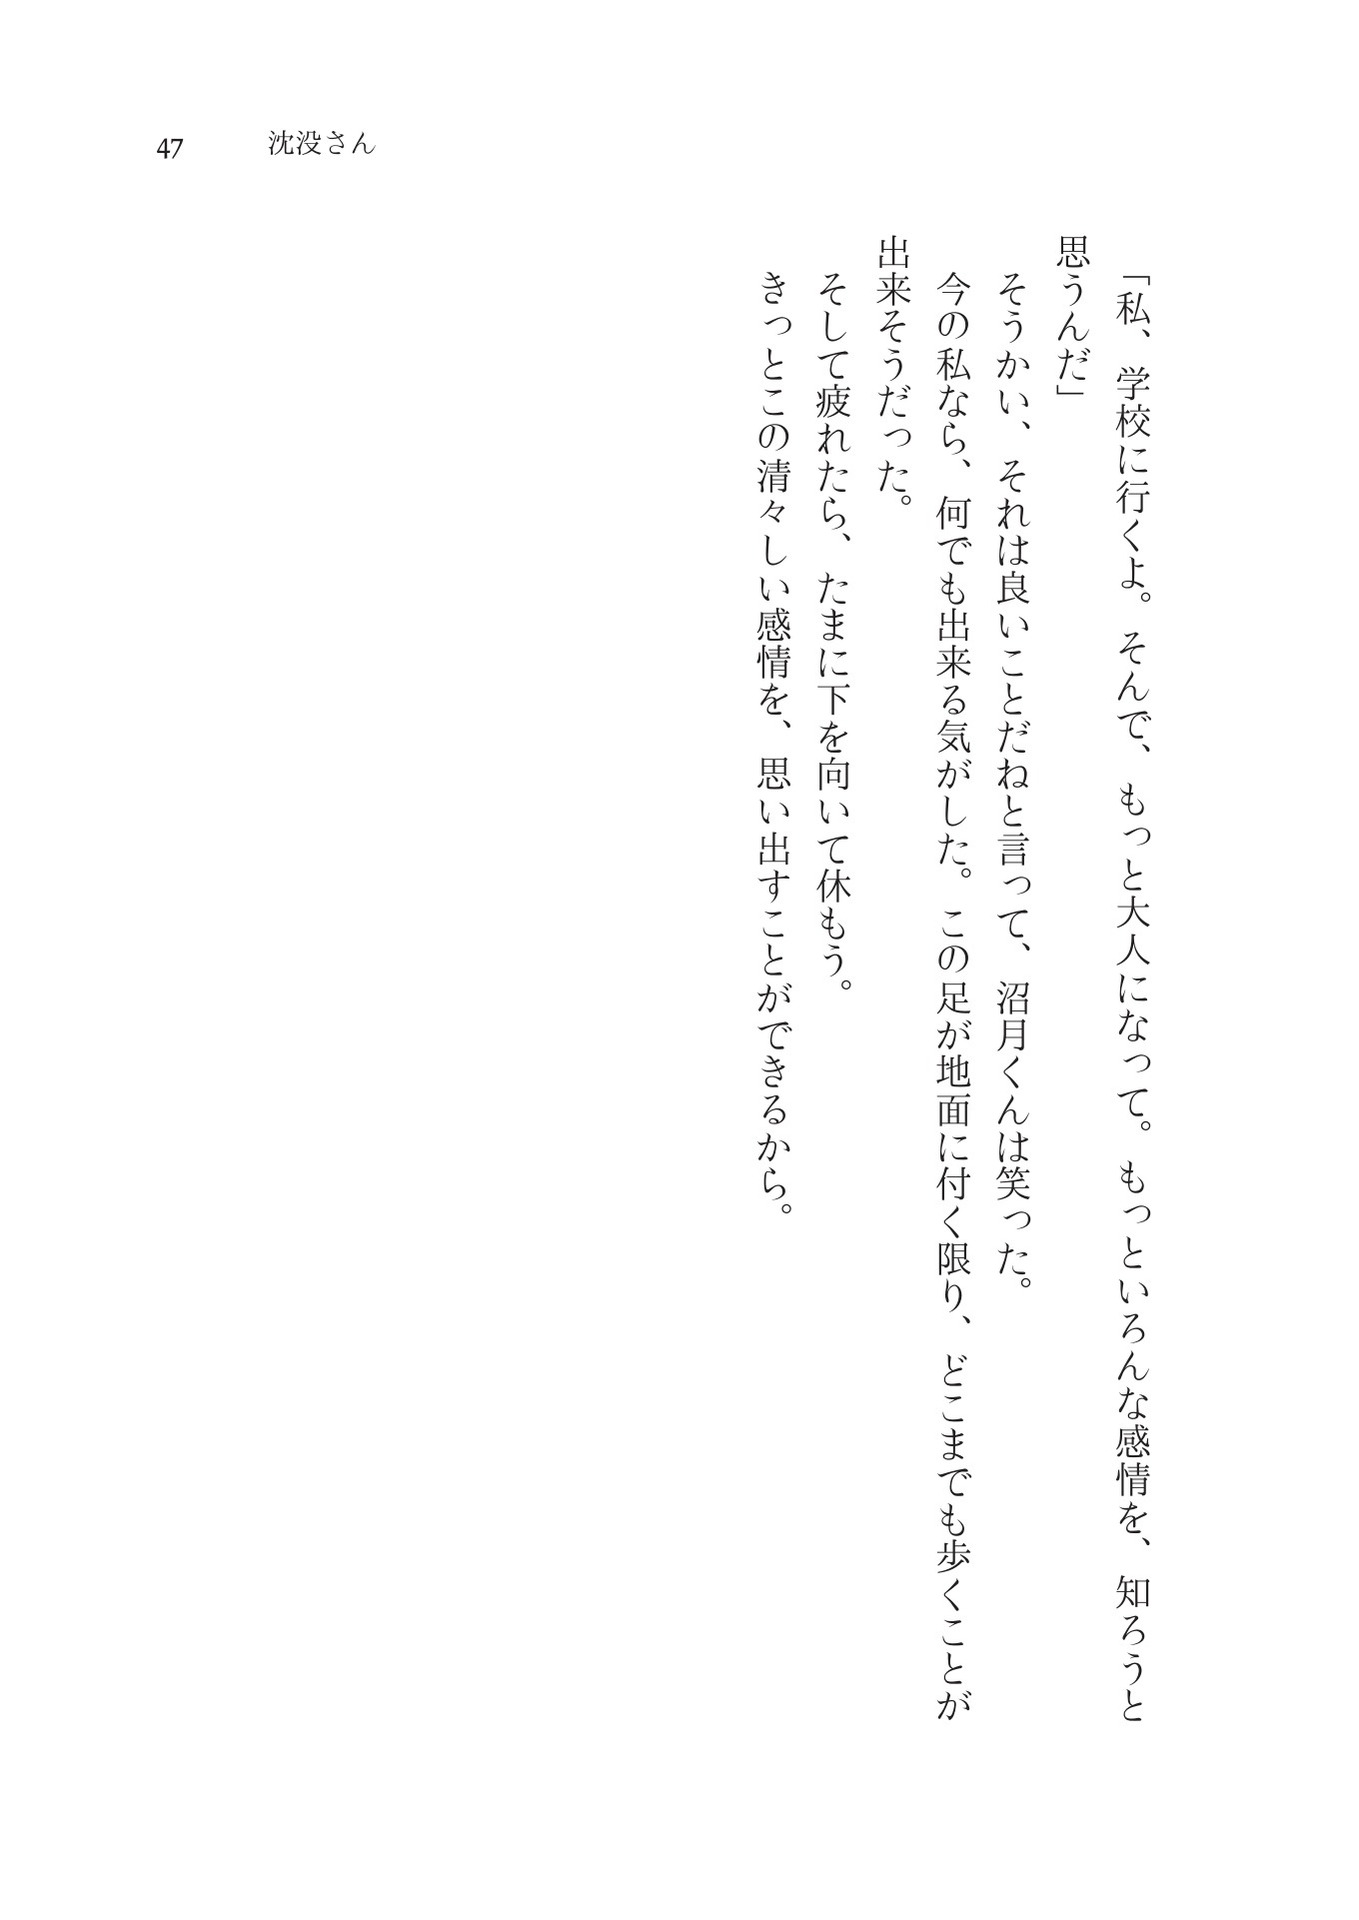 47 沈没さん
「私、学校に行くよ。そんで、もっと大人になって。もっといろんな感情を、知ろうと
思うんだ」
そうかい、それは良いことだねと言って、沼月くんは笑った。
今の私なら、何でも出来る気がした。この足が地面に付く限り、どこまでも歩くことが
出来そうだった。
そして疲れたら、たまに下を向いて休もう。
きっとこの清々しい感情を、思い出すことができるから。